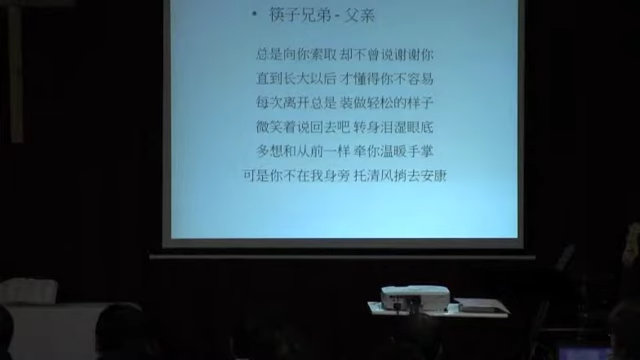 • 筷子兄弟 - 父亲
总是向你索取 却不曾说谢谢你
直到长大以后 才懂得你不容易
每次离开总是 装做轻松的样子
微笑着说回去吧 转身泪湿眼底
多想和从前一样 牵你温暖手掌
可是你不在我身旁 托清风捎去安康